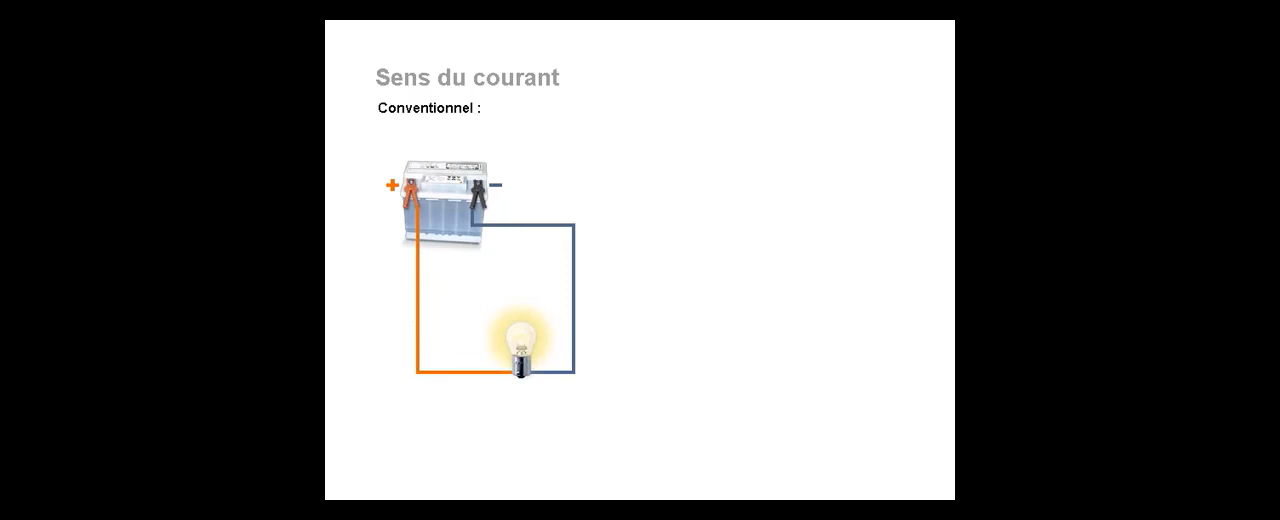 Sens du courant
Conventionnel :
+ −